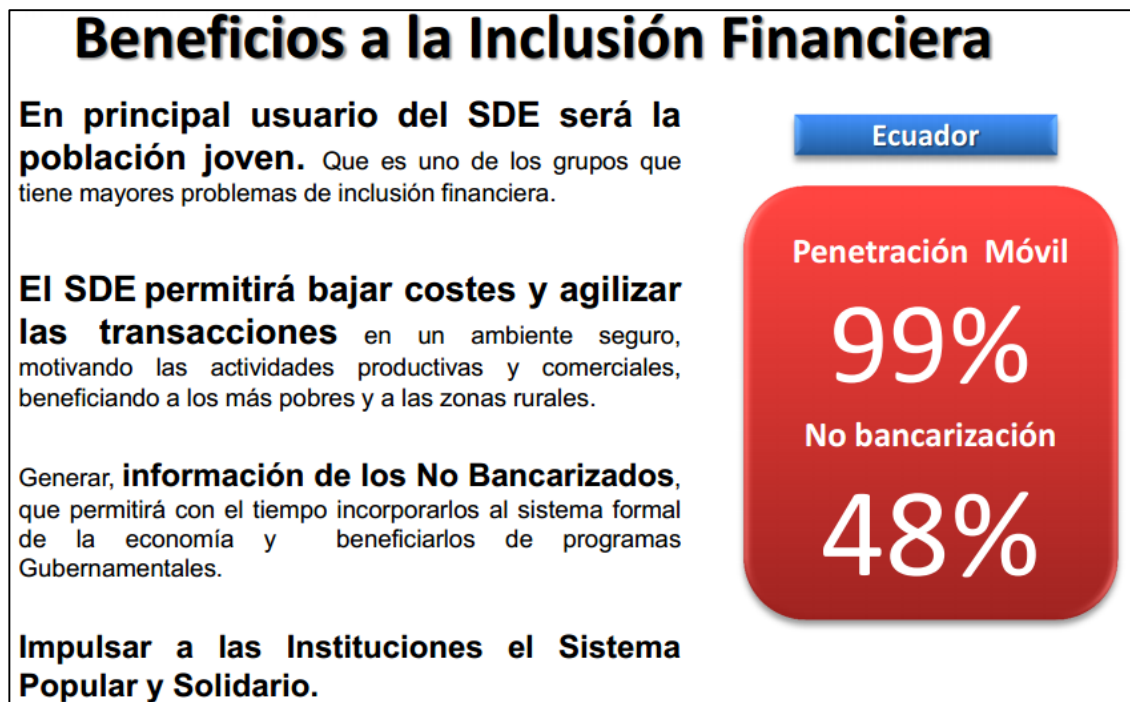 Beneficios a la Inclusión Financiera
En principal usuario del SDE será la
población joven. Que es uno de los grupos que
tiene mayores problemas de inclusión financiera.
El SDE permitirá bajar costes y agilizar
las transacciones en un ambiente seguro,
motivando las actividades productivas y comerciales,
beneficiando a los más pobres y a las zonas rurales.
Generar, información de los No Bancarizados,
que permitirá con el tiempo incorporarlos al sistema formal
de la economía y beneficiarlos de programas
Gubernamentales.
Impulsar a las Instituciones el Sistema
Popular y Solidario.
Ecuador
Penetración Móvil
99%
No bancarización
48%